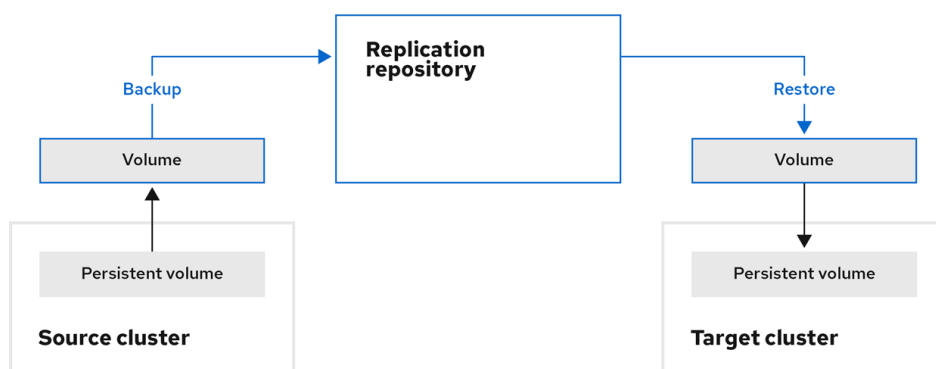 Replication
repository
Backup
Restore
Volume
Volume
Persistent volume
Persistent volume
Source cluster
Target cluster